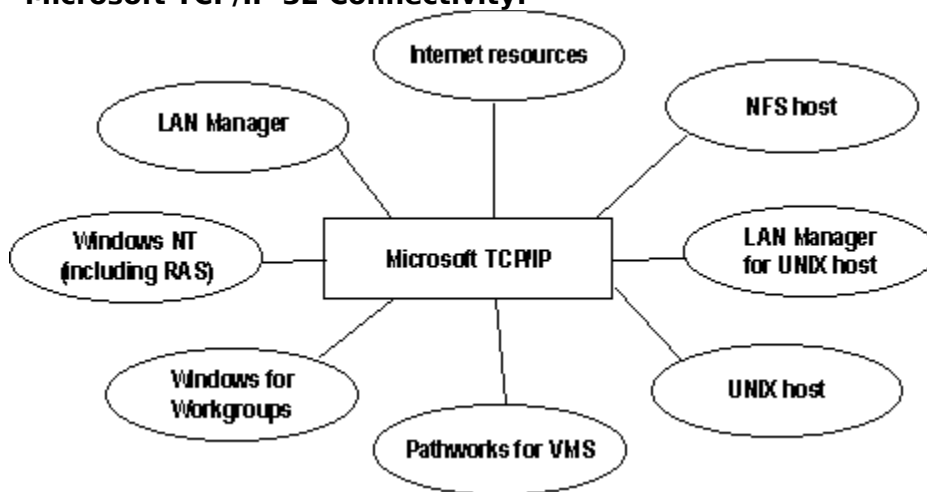 Microsoft TCP/IP-32 Connectivity.
Internet resources
LAN Manager
NFS host
Windows NT
(including RAS)
Microsoft TCP/IP
LAN Manager
for UNIX host
Windows for
Workgroups
UNIX host
Pathworks for VMS